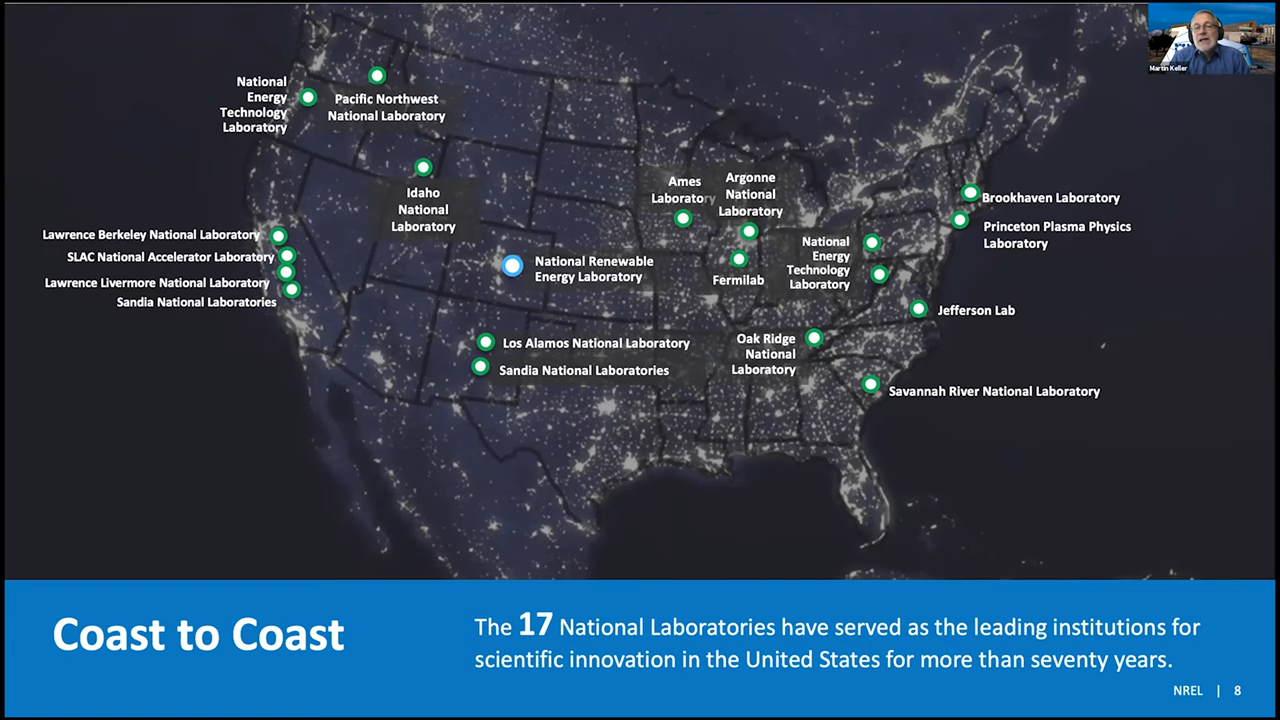 Martin Keller
National
Energy
Technology
Laboratory
Pacific Northwest
National Laboratory
Idaho
National
Laboratory
Ames
Laboratory
Argonne
National
Laboratory
Brookhaven Laboratory
Princeton Plasma Physics
Laboratory
Lawrence Berkeley National Laboratory
SLAC National Accelerator Laboratory
Lawrence Livermore National Laboratory
Sandia National Laboratories
National Renewable
Energy Laboratory
Fermilab
National
Energy
Technology
Laboratory
Jefferson Lab
Los Alamos National Laboratory
Sandia National Laboratories
Oak Ridge
National
Laboratory
Savannah River National Laboratory
Coast to Coast
The 17 National Laboratories have served as the leading institutions for
scientific innovation in the United States for more than seventy years.
NREL | 8